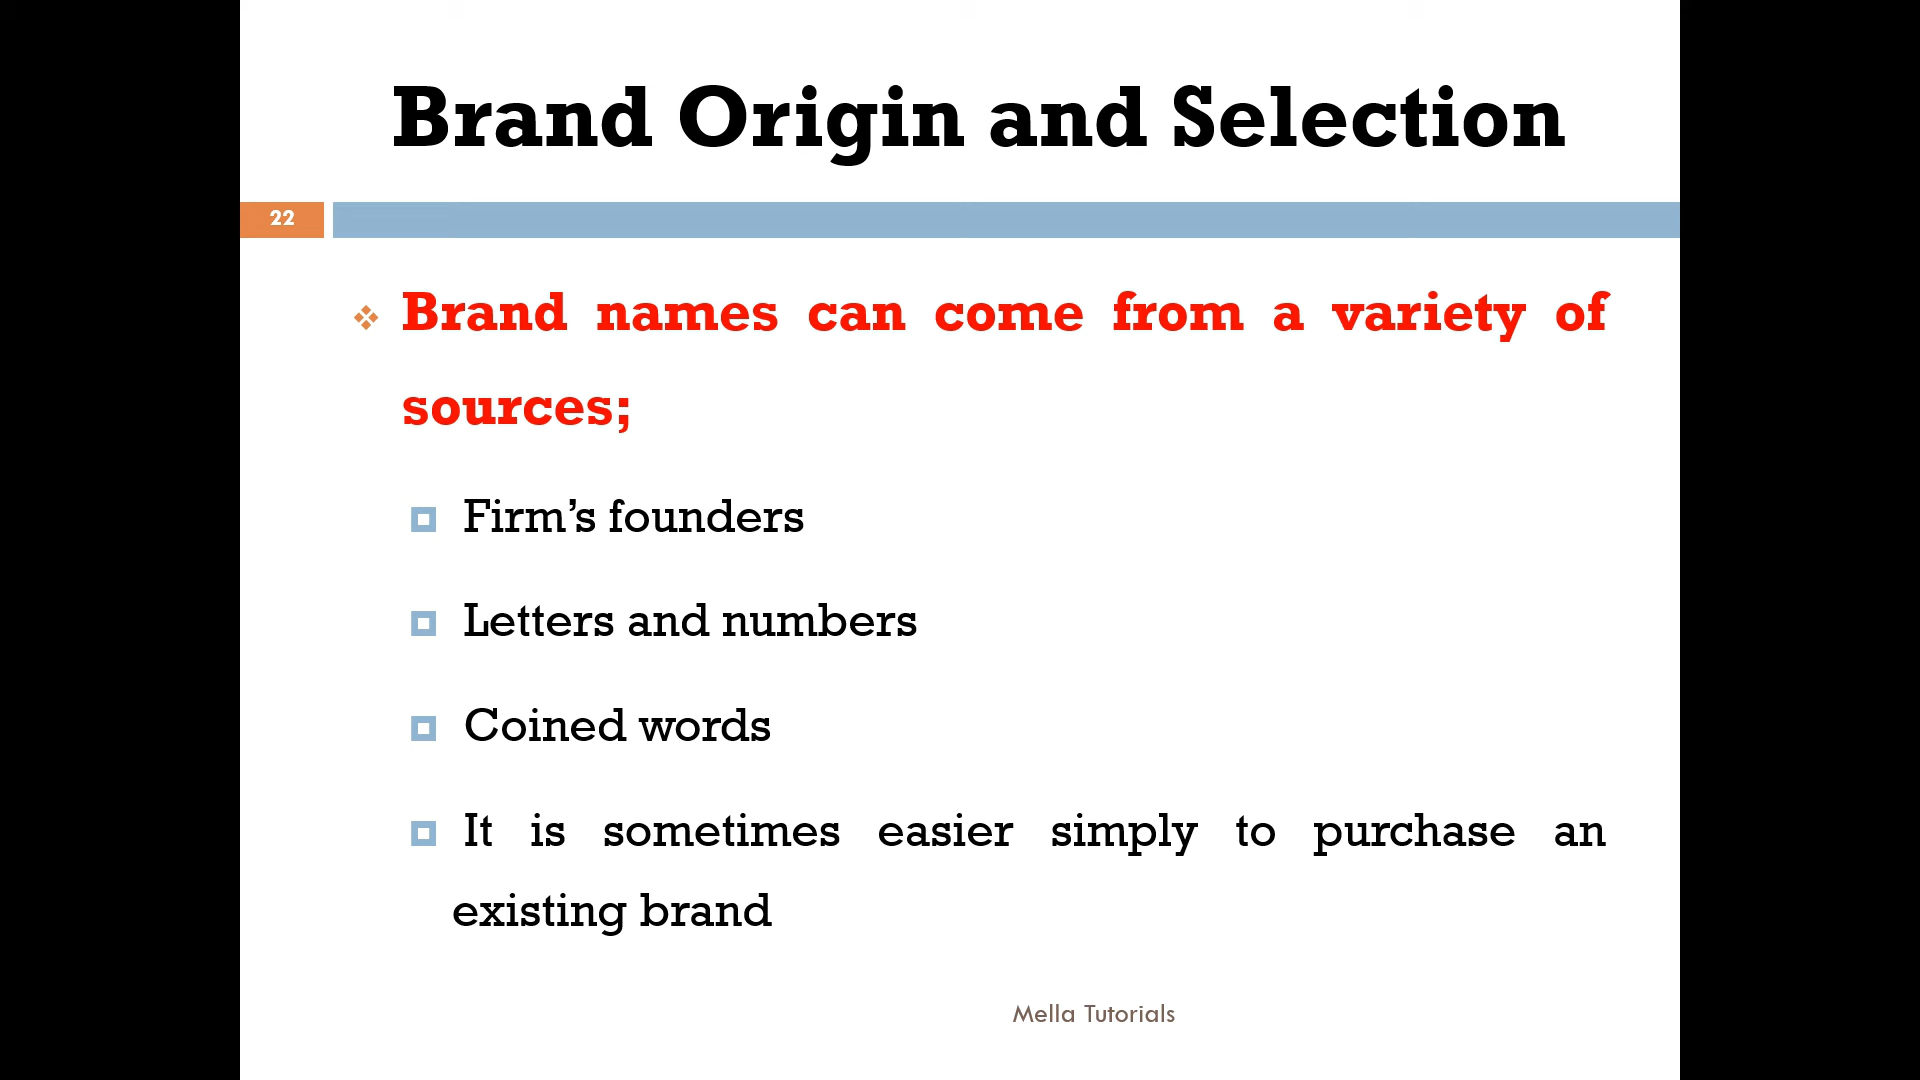 Brand Origin and Selection
22
Brand names can come from a variety of
sources;
Firm’s founders
Letters and numbers
Coined words
It is sometimes easier simply to purchase an
existing brand
Mella Tutorials